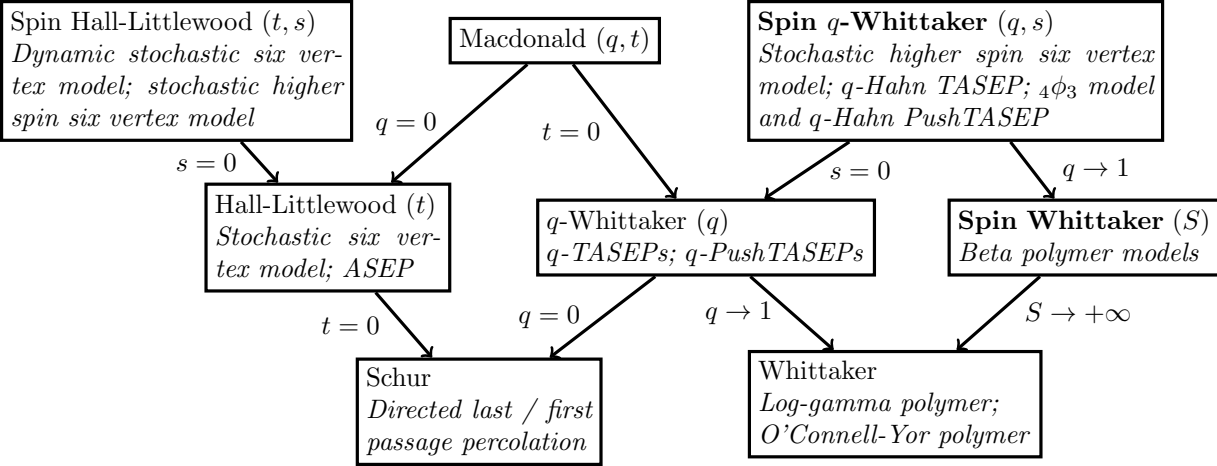 Spin Hall-Littlewood (t, s)
Dynamic stochastic six ver-
tex model; stochastic higher
spin six vertex model
Macdonald (q, t)
Spin q-Whittaker (q, s)
Stochastic higher spin six vertex
model; q-Hahn TASEP; ₄ϕ₃ model
and q-Hahn PushTASEP
s = 0
q = 0
t = 0
s = 0
q → 1
Hall-Littlewood (t)
Stochastic six ver-
tex model; ASEP
q-Whittaker (q)
q-TASEPs; q-PushTASEPs
Spin Whittaker (S)
Beta polymer models
t = 0
q = 0
q → 1
S → +∞
Schur
Directed last / first
passage percolation
Whittaker
Log-gamma polymer;
O'Connell-Yor polymer